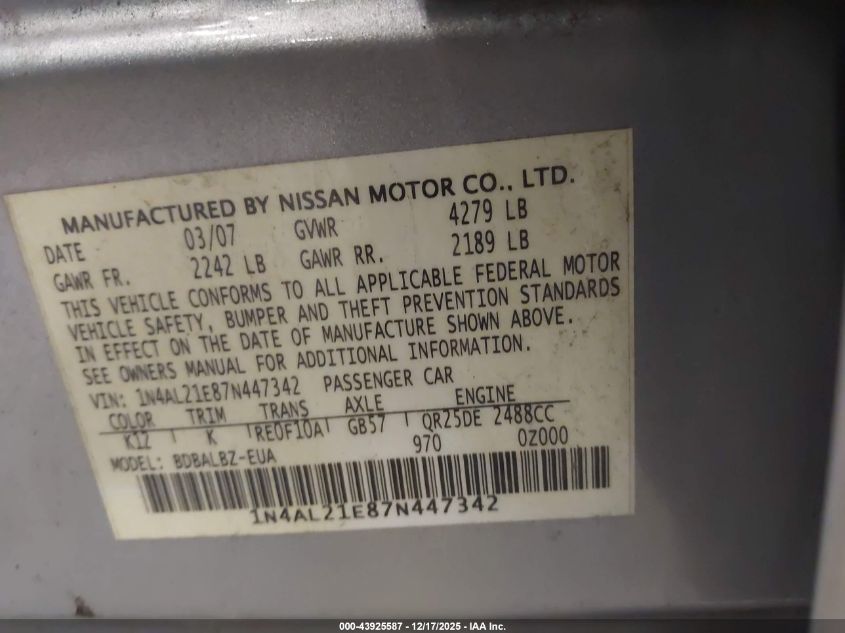 MANUFACTURED BY NISSAN MOTOR CO., LTD.
DATE 03/07 GVWR 4279 LB
GAWR FR. 2242 LB GAWR RR. 2189 LB
THIS VEHICLE CONFORMS TO ALL APPLICABLE FEDERAL MOTOR
VEHICLE SAFETY, BUMPER AND THEFT PREVENTION STANDARDS
IN EFFECT ON THE DATE OF MANUFACTURE SHOWN ABOVE.
SEE OWNERS MANUAL FOR ADDITIONAL INFORMATION.
VIN: 1N4AL21E87N447342 PASSENGER CAR
COLOR TRIM TRANS AXLE ENGINE
K12 K RE0F10A GB57 QR25DE 2488CC
970 0Z000
MODEL: BDBALBZ-EUA
1N4AL21E87N447342
000-43925587 - 12/17/2025 - IAA Inc.